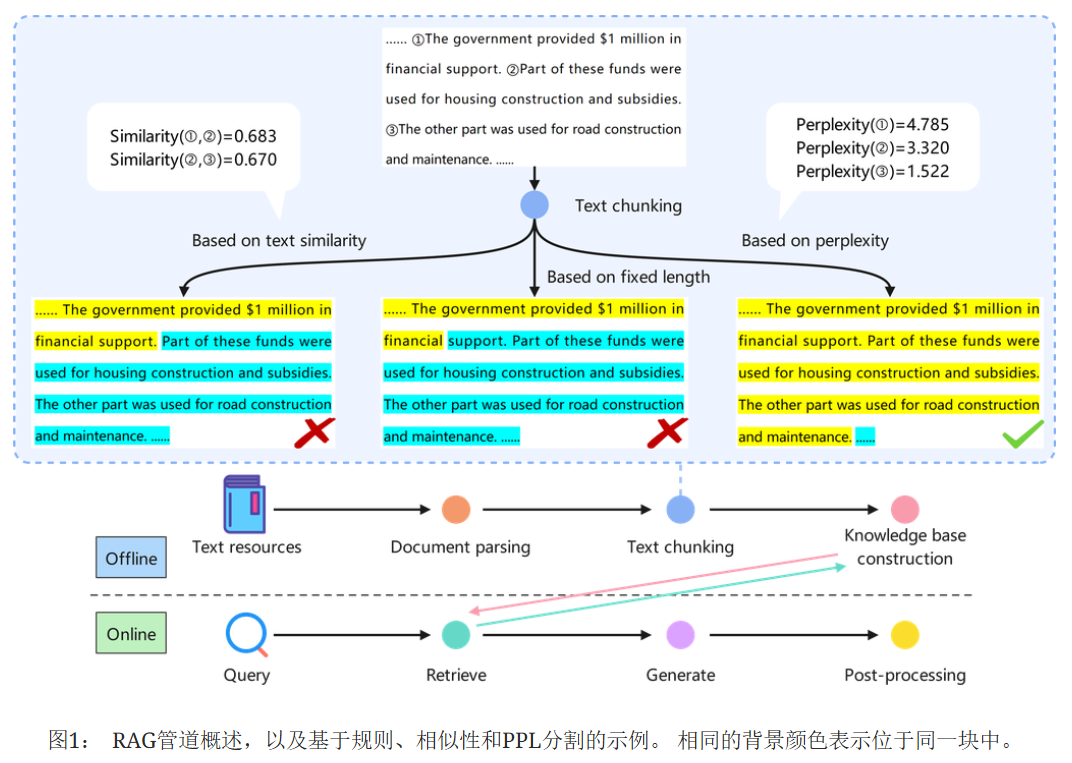 ...... ①The government provided $1 million in
financial support. ②Part of these funds were
used for housing construction and subsidies.
③The other part was used for road construction
and maintenance. ......
Similarity(①,②)=0.683
Similarity(②,③)=0.670
Perplexity(①)=4.785
Perplexity(②)=3.320
Perplexity(③)=1.522
Text chunking
Based on text similarity
Based on fixed length
Based on perplexity
...... The government provided $1 million in
financial support. Part of these funds were
used for housing construction and subsidies.
The other part was used for road construction
and maintenance. ......
...... The government provided $1 million in
financial support. Part of these funds were
used for housing construction and subsidies.
The other part was used for road construction
and maintenance. ......
...... The government provided $1 million in
financial support. Part of these funds were
used for housing construction and subsidies.
The other part was used for road construction
and maintenance. ......
Offline
Text resources
Document parsing
Text chunking
Knowledge base
construction
Online
Query
Retrieve
Generate
Post-processing
图1： RAG管道概述，以及基于规则、相似性和PPL分割的示例。 相同的背景颜色表示位于同一块中。